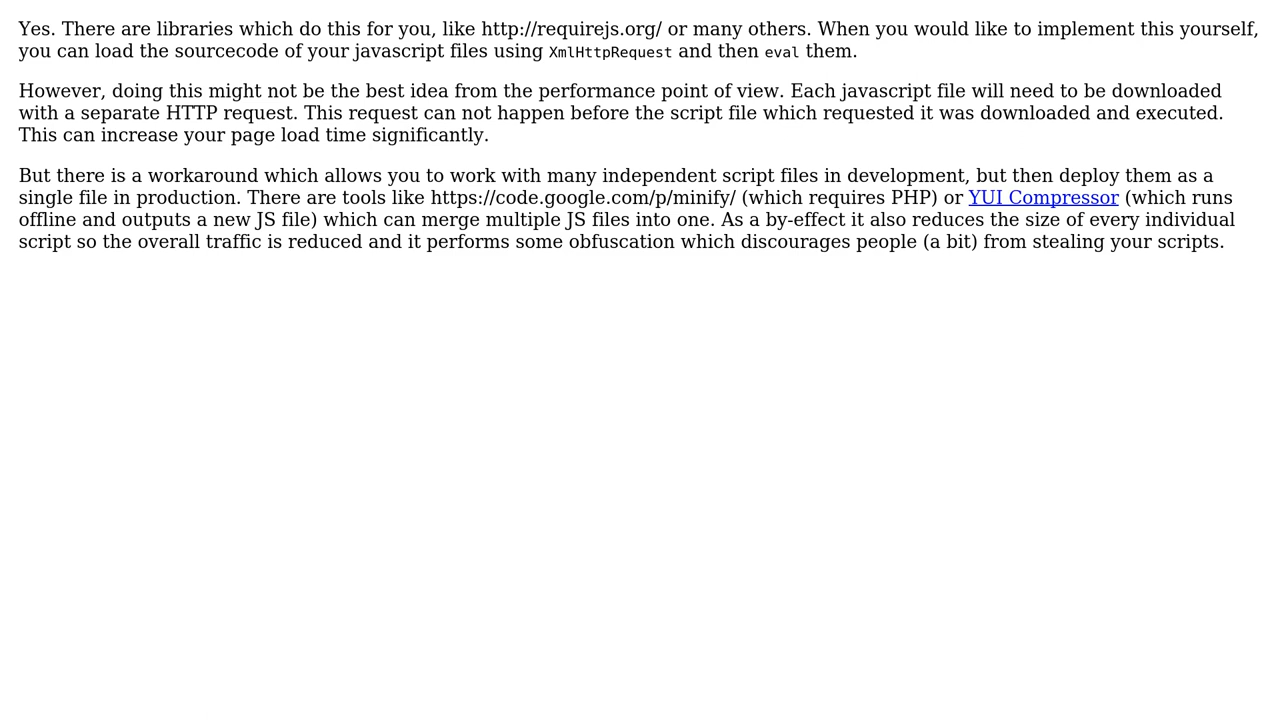 Yes. There are libraries which do this for you, like http://requirejs.org/ or many others. When you would like to implement this yourself,
you can load the sourcecode of your javascript files using XmlHttpRequest and then eval them.
However, doing this might not be the best idea from the performance point of view. Each javascript file will need to be downloaded
with a separate HTTP request. This request can not happen before the script file which requested it was downloaded and executed.
This can increase your page load time significantly.
But there is a workaround which allows you to work with many independent script files in development, but then deploy them as a
single file in production. There are tools like https://code.google.com/p/minify/ (which requires PHP) or YUI Compressor (which runs
offline and outputs a new JS file) which can merge multiple JS files into one. As a by-effect it also reduces the size of every individual
script so the overall traffic is reduced and it performs some obfuscation which discourages people (a bit) from stealing your scripts.